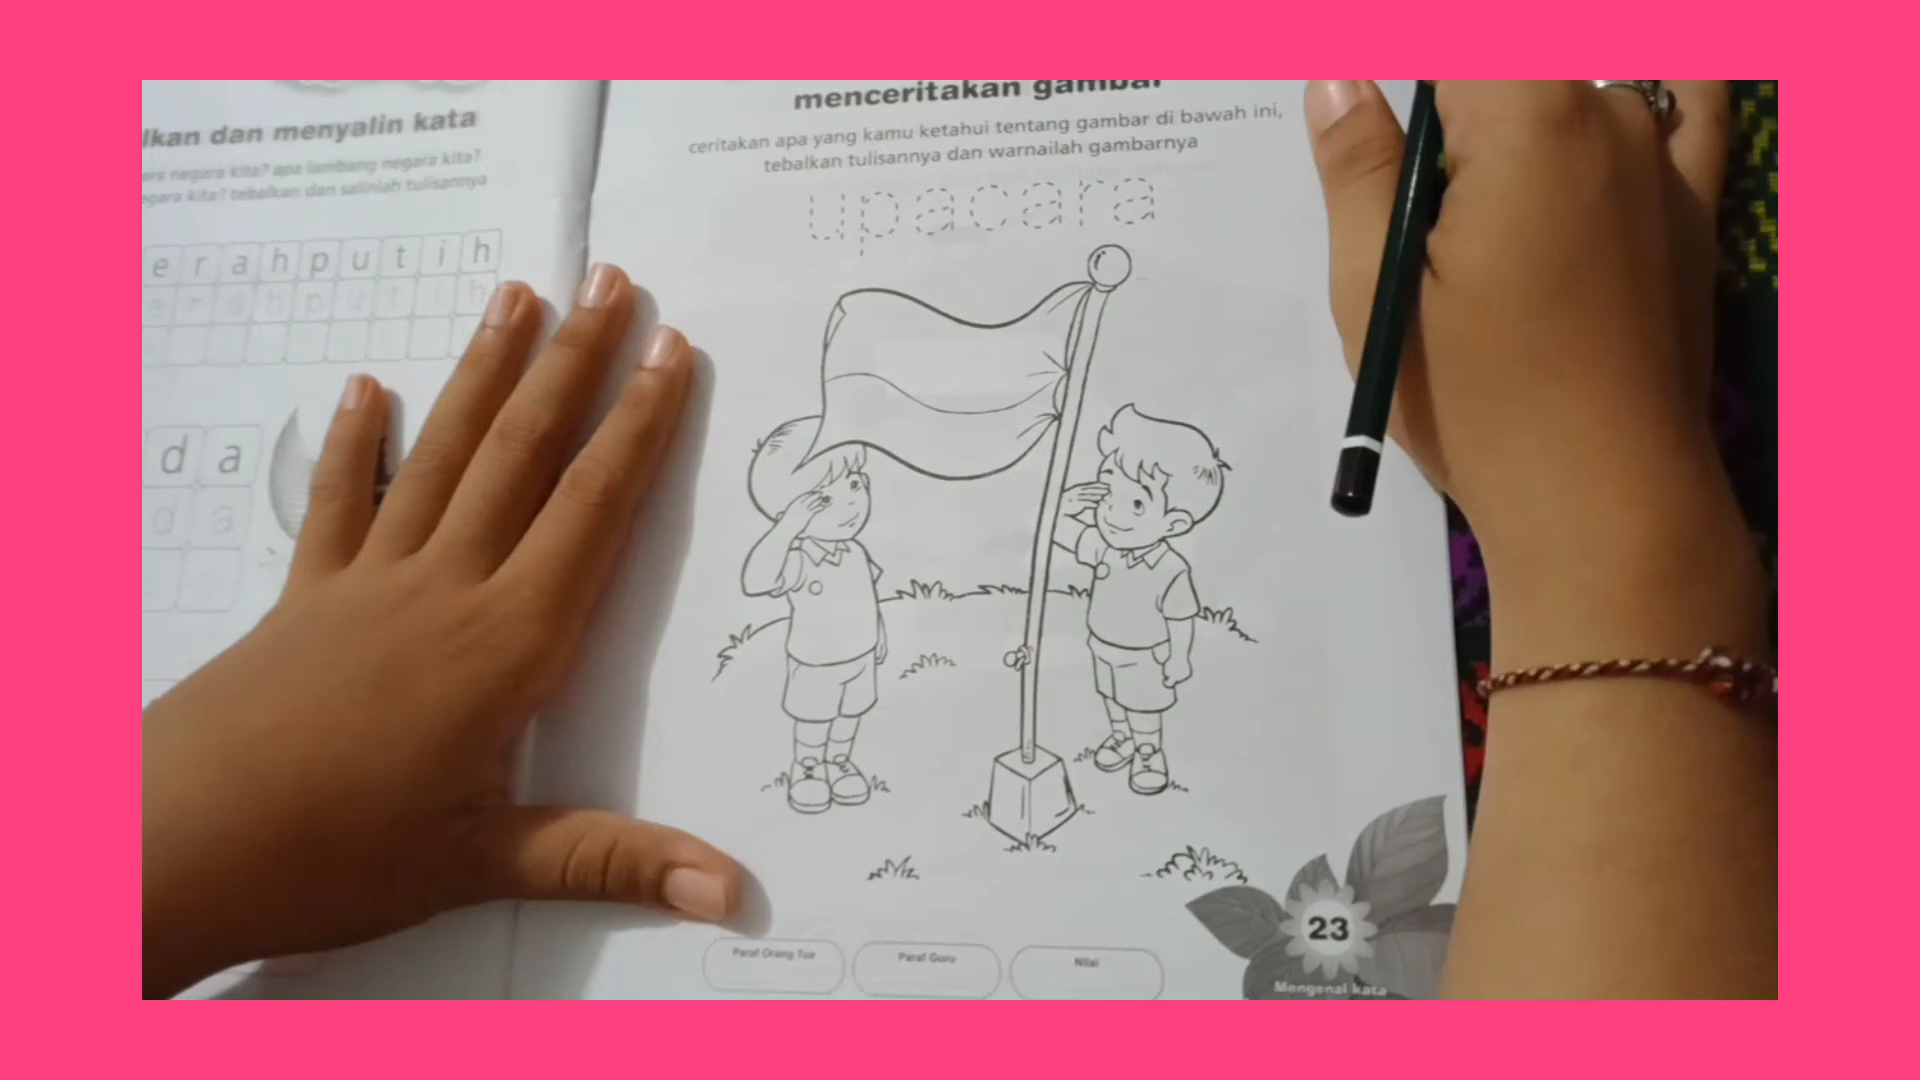 lkan dan menyalin kata
era negara kita? apa lambang negara kita?
egara kita? tebalkan dan salinlah tulisannya
e r a h p u t i h
e r a h p u t i h
d a
d a
menceritakan gambar
ceritakan apa yang kamu ketahui tentang gambar di bawah ini,
tebalkan tulisannya dan warnailah gambarnya
upacara
Paraf Orang Tua
Paraf Guru
Nilai
23
Mengenal kata